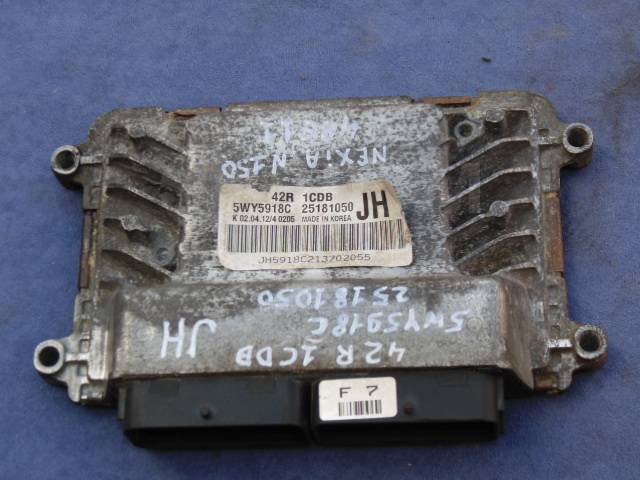 NEXiA N150
42R 1CDB
5WY5918C 25181050 JH
K 02.04.12/4 0205 MADE IN KOREA
JH5918C213702055
25181050
5WY5918C
42R 1CDB JH
F 7